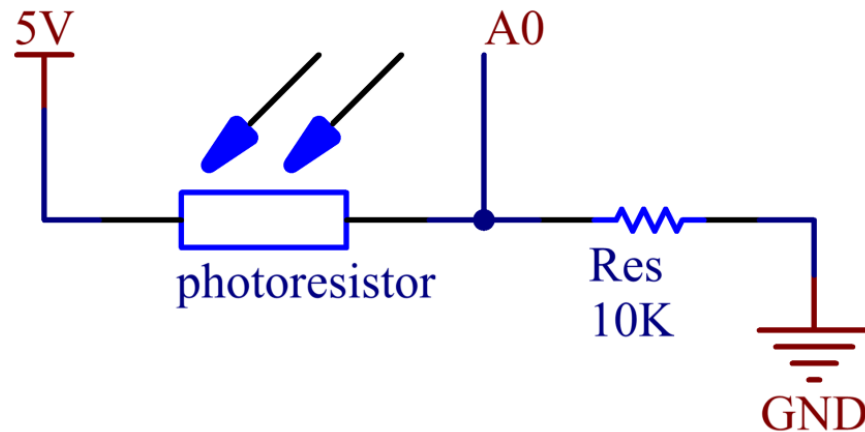 5V
A0
photoresistor
Res
10K
GND